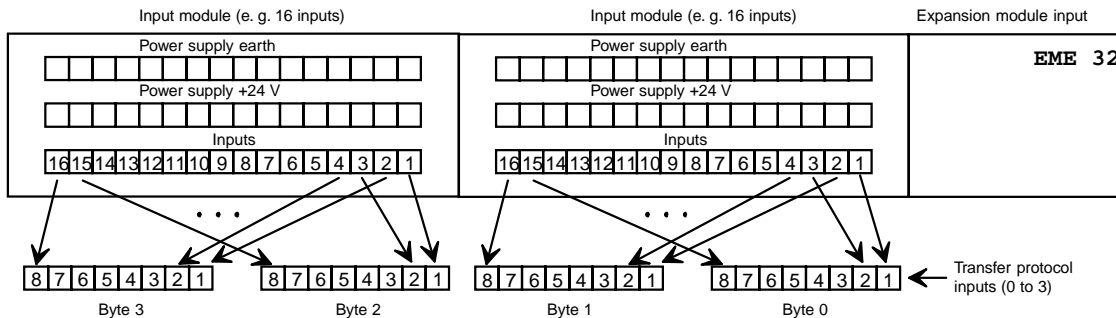 Input module (e. g. 16 inputs) Input module (e. g. 16 inputs) Expansion module input
Power supply earth Power supply earth
EME 32
Power supply +24 V Power supply +24 V
Inputs Inputs
16 15 14 13 12 11 10 9 8 7 6 5 4 3 2 1 16 15 14 13 12 11 10 9 8 7 6 5 4 3 2 1
. . . . . .
8 7 6 5 4 3 2 1 8 7 6 5 4 3 2 1 8 7 6 5 4 3 2 1 8 7 6 5 4 3 2 1
Transfer protocol
inputs (0 to 3)
Byte 3 Byte 2 Byte 1 Byte 0